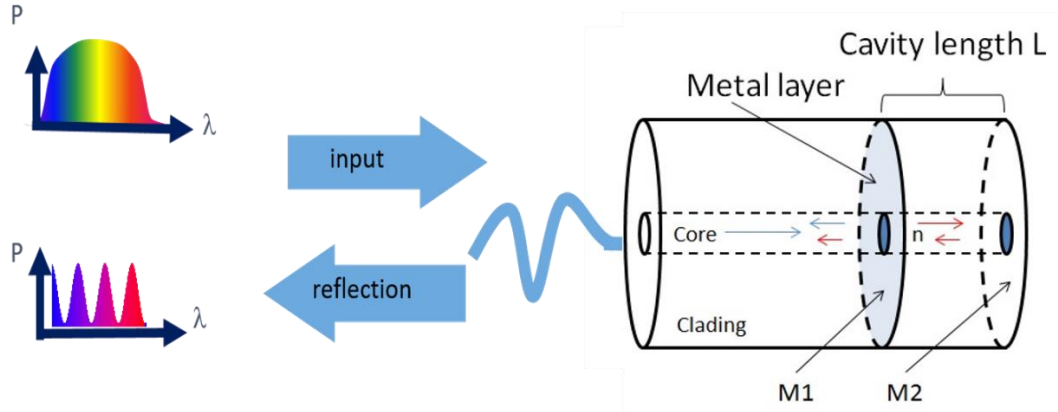 P
λ
input
P
reflection
λ
Cavity length L
Metal layer
Core
n
Clading
M1
M2